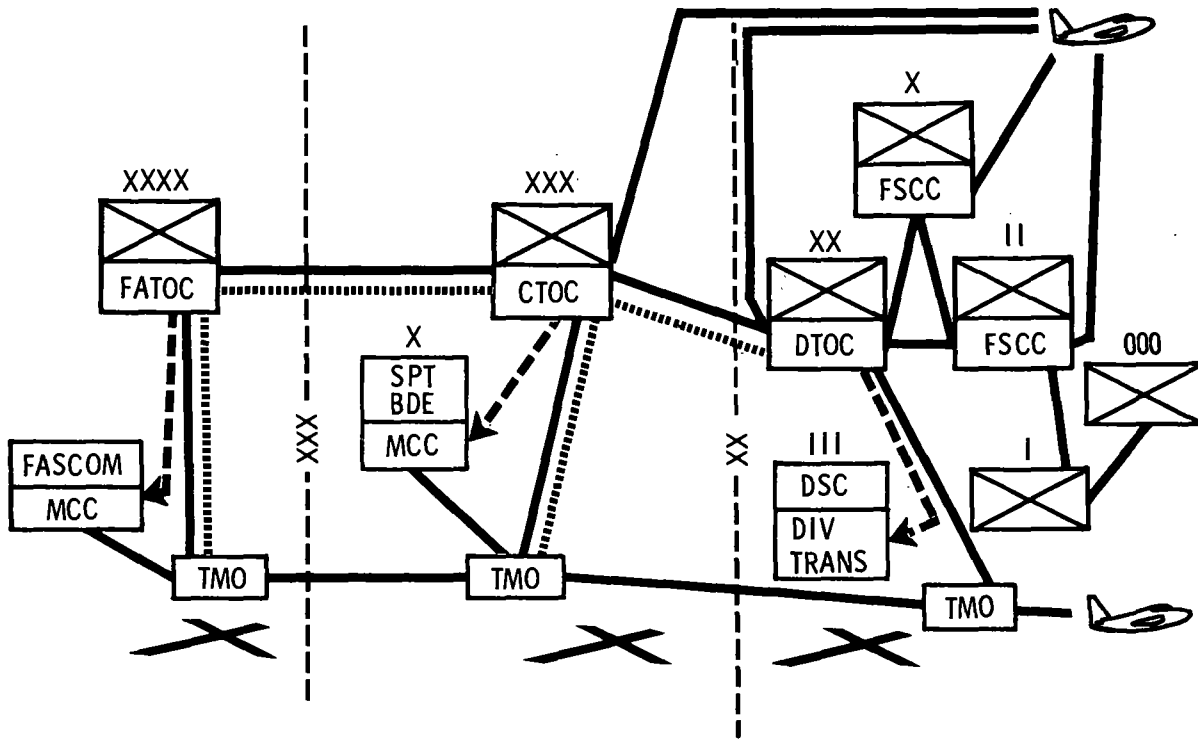 X
FSCC
XXXX
FATOC
XXX
CTOC
XX
DTOC
II
FSCC
000
X
SPT
BDE
MCC
XXX
XX
FASCOM
MCC
III
DSC
DIV
TRANS
I
TMO
TMO
TMO